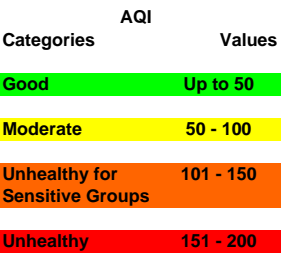 AQI
Categories Values
Good Up to 50
Moderate 50 - 100
Unhealthy for 101 - 150
Sensitive Groups
Unhealthy 151 - 200